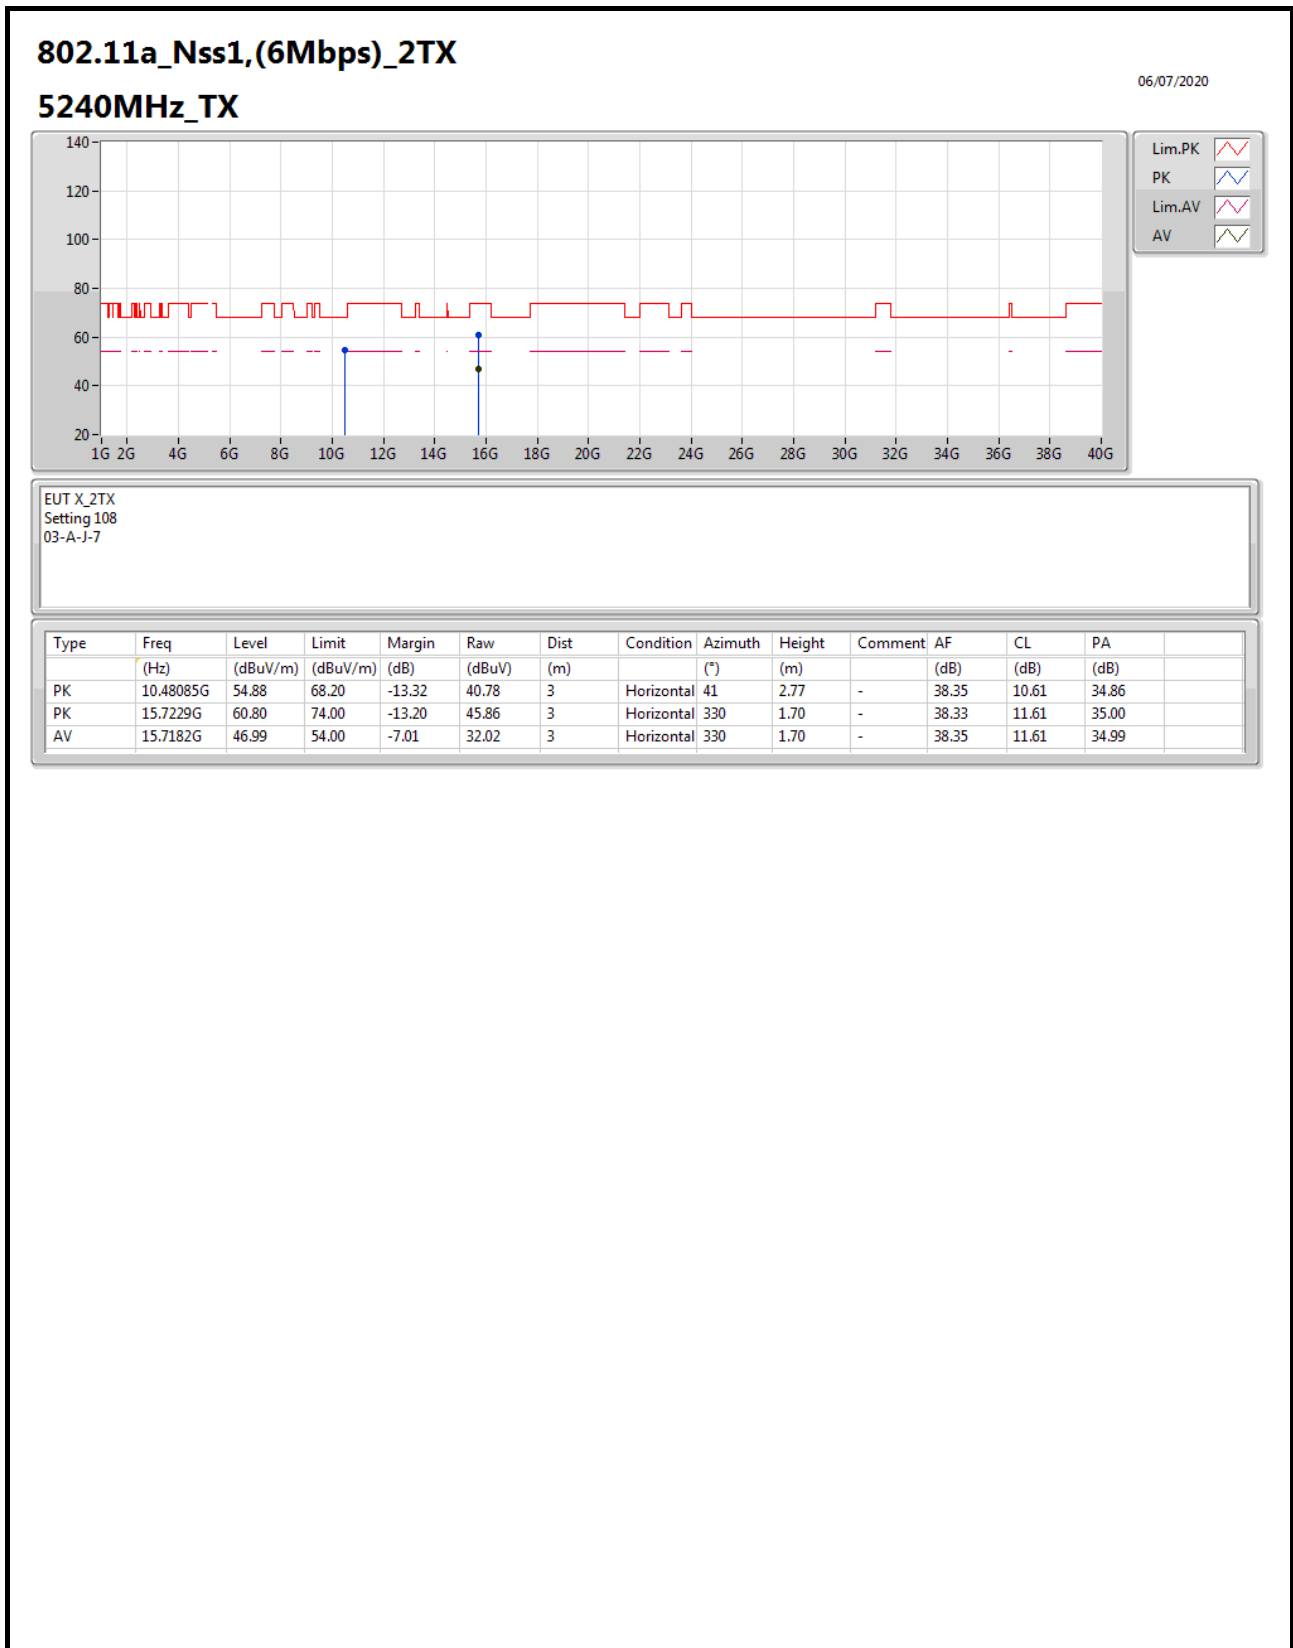 802.11a_Nss1,(6Mbps)_2TX
06/07/2020
5240MHz_TX
140
120
100
80
60
40
20
1G 2G 4G 6G 8G 10G 12G 14G 16G 18G 20G 22G 24G 26G 28G 30G 32G 34G 36G 38G 40G
Lim.PK
PK
Lim.AV
AV
EUT X_2TX
Setting 108
03-A-J-7
Type Freq Level Limit Margin Raw Dist Condition Azimuth Height Comment AF CL PA
(Hz) (dBuV/m) (dBuV/m) (dB) (dBuV) (m) (°) (m) (dB) (dB) (dB)
PK 10.48085G 54.88 68.20 -13.32 40.78 3 Horizontal 41 2.77 - 38.35 10.61 34.86
PK 15.7229G 60.80 74.00 -13.20 45.86 3 Horizontal 330 1.70 - 38.33 11.61 35.00
AV 15.7182G 46.99 54.00 -7.01 32.02 3 Horizontal 330 1.70 - 38.35 11.61 34.99